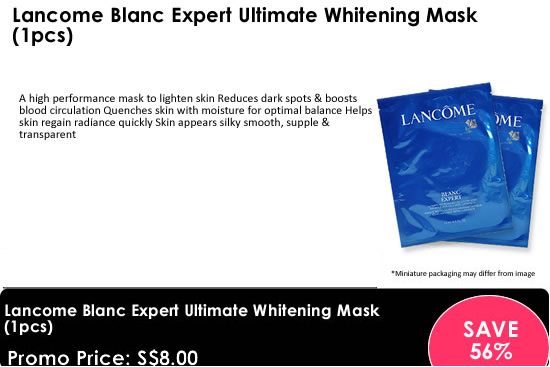 Lancome Blanc Expert Ultimate Whitening Mask
(1pcs)
A high performance mask to lighten skin Reduces dark spots & boosts
blood circulation Quenches skin with moisture for optimal balance Helps
skin regain radiance quickly Skin appears silky smooth, supple &
transparent
LANCÔME
ÔME
BLANC
EXPERT
*Miniature packaging may differ from image
Lancome Blanc Expert Ultimate Whitening Mask
(1pcs)
Promo Price: S$8.00
SAVE
56%